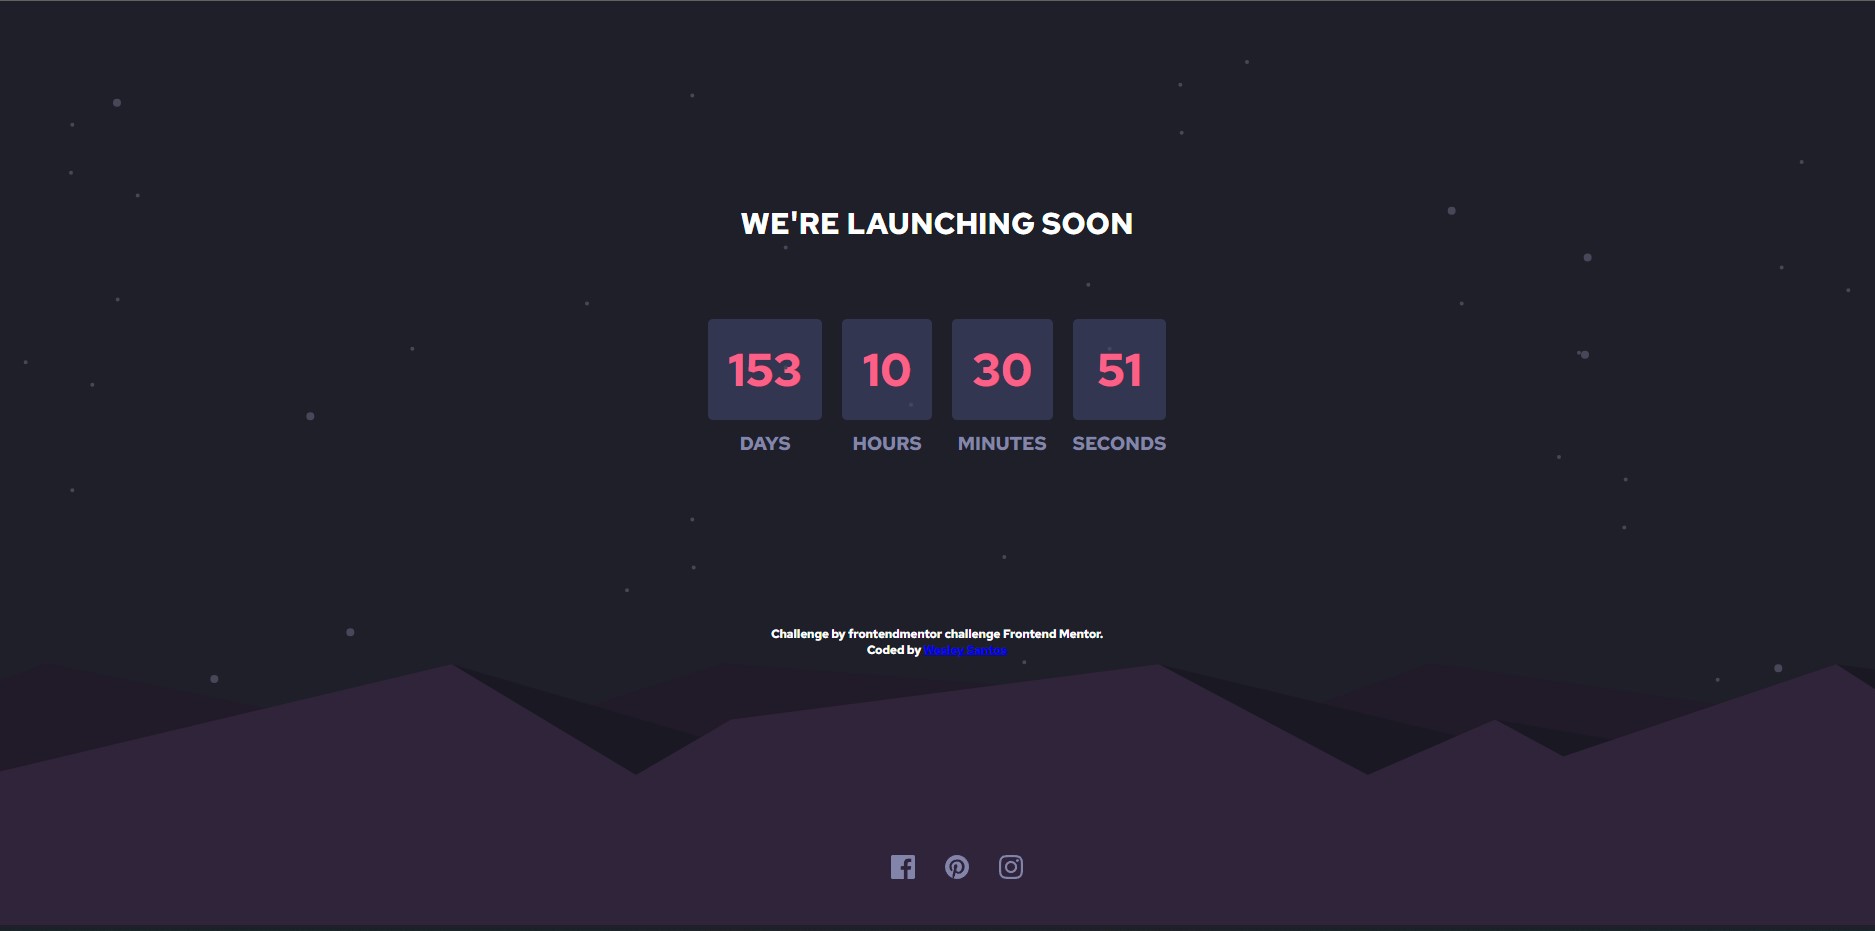 WE'RE LAUNCHING SOON
153 10 30 51
DAYS HOURS MINUTES SECONDS
Challenge by frontendmentor challenge Frontend Mentor.
Coded by Wesley Santos